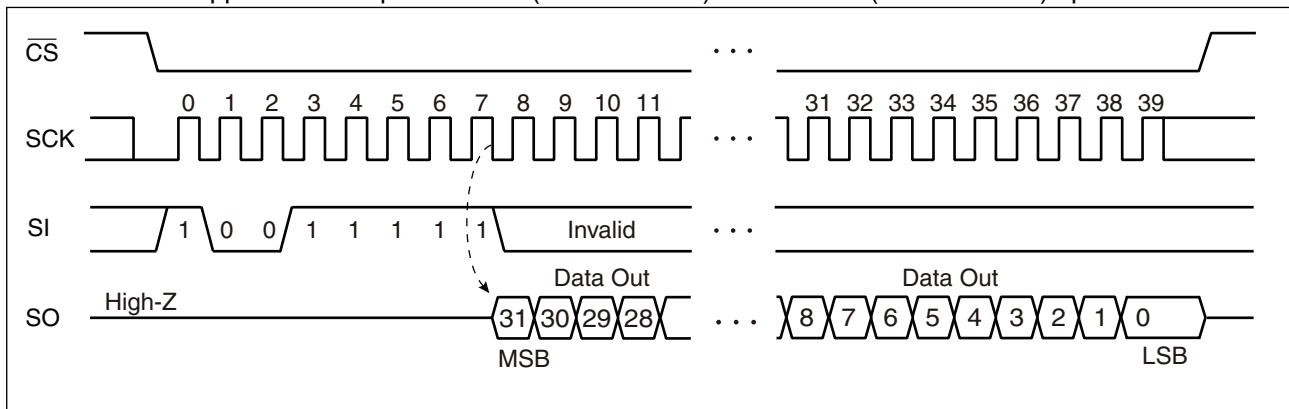 CS
0 1 2 3 4 5 6 7 8 9 10 11 31 32 33 34 35 36 37 38 39
SCK
SI 1 0 0 1 1 1 1 1 Invalid
Data Out Data Out
High-Z
SO 31 30 29 28 8 7 6 5 4 3 2 1 0
MSB LSB